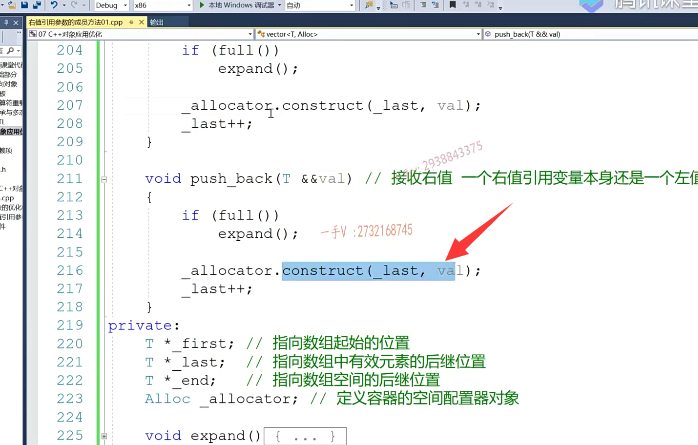 腾讯课堂
Debug x86 本地 Windows 调试器 自动
右值引用参数的成员方法01.cpp 输出
07 C++对象应用优化 vector<T, Alloc> push_back(T && val)
204 if (full())
205 expand();
206
207 _allocator.construct(_last, val);
208 _last++;
209 }
210
2938843375
211 void push_back(T &&val) // 接收右值 一个右值引用变量本身还是一个左值
212 {
213 if (full())
214 expand();
一手V :2732168745
215
216 _allocator.construct(_last, val);
217 _last++;
218 }
219 private:
220 T *_first; // 指向数组起始的位置
221 T *_last; // 指向数组中有效元素的后继位置
222 T *_end; // 指向数组空间的后继位置
223 Alloc _allocator; // 定义容器的空间配置器对象
224
225 void expand() { ... }